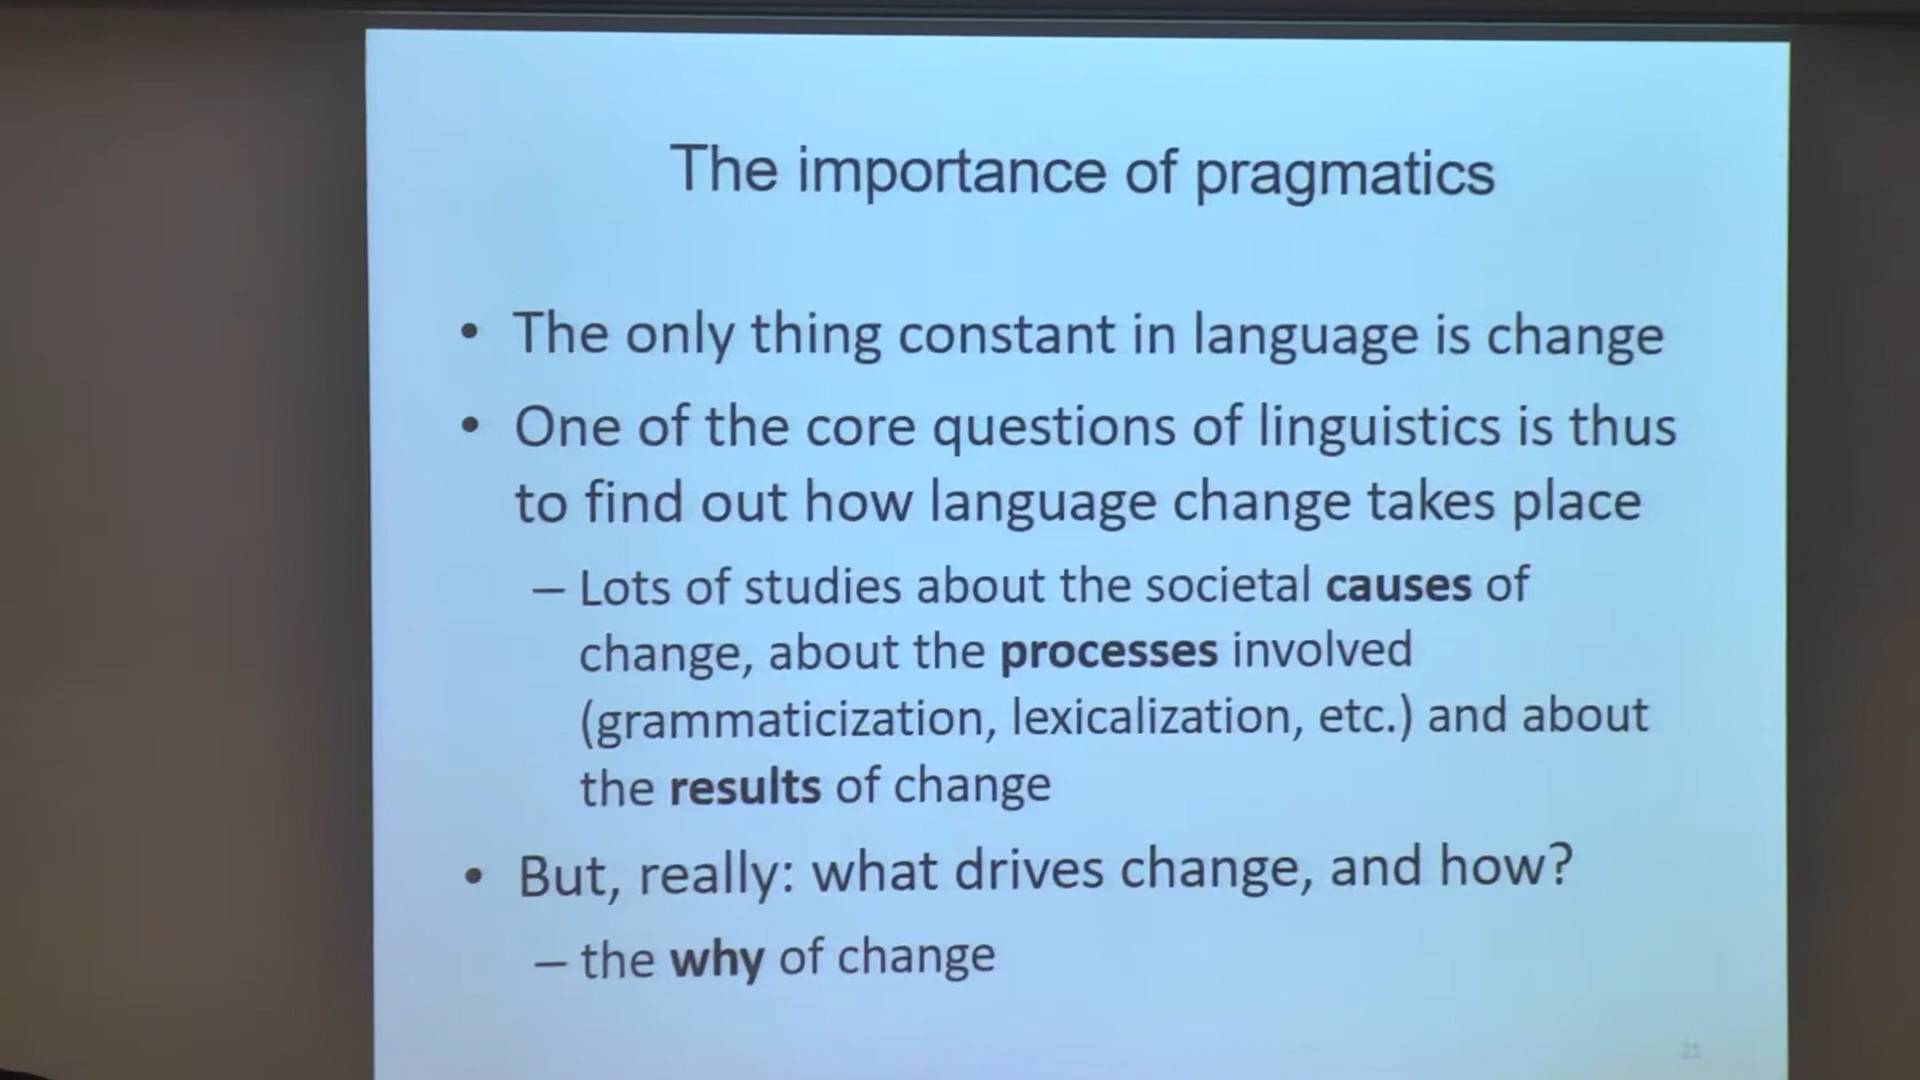 The importance of pragmatics
• The only thing constant in language is change
• One of the core questions of linguistics is thus
to find out how language change takes place
– Lots of studies about the societal causes of
change, about the processes involved
(grammaticization, lexicalization, etc.) and about
the results of change
• But, really: what drives change, and how?
– the why of change